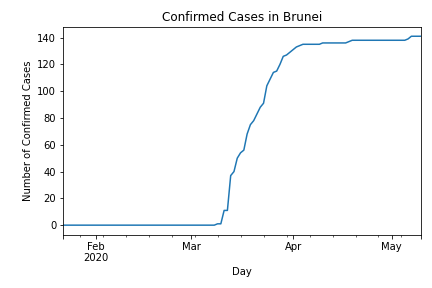 Confirmed Cases in Brunei
Number of Confirmed Cases
140
120
100
80
60
40
20
0
Feb
2020
Mar
Apr
May
Day